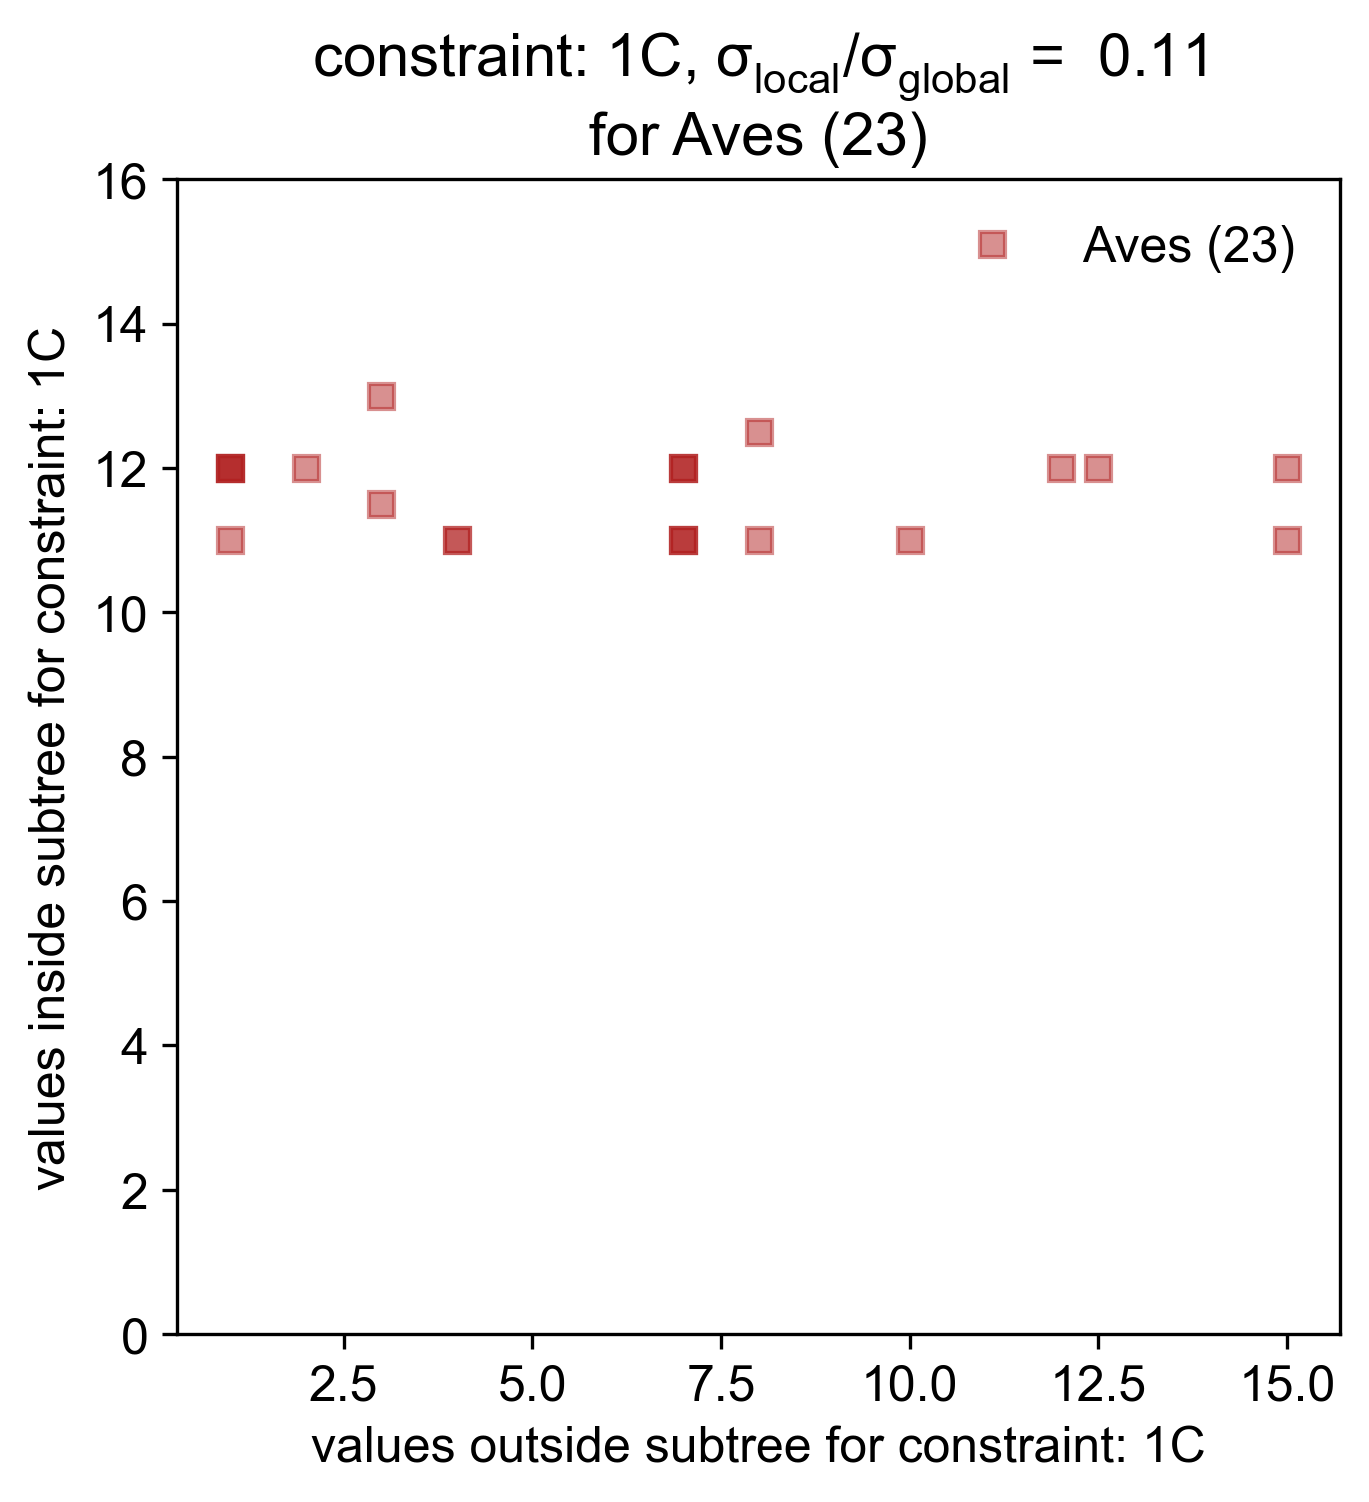 constraint: 1C, σlocal/σglobal = 0.11
for Aves (23)
Aves (23)
values inside subtree for constraint: 1C
16
14
12
10
8
6
4
2
0
2.5 5.0 7.5 10.0 12.5 15.0
values outside subtree for constraint: 1C